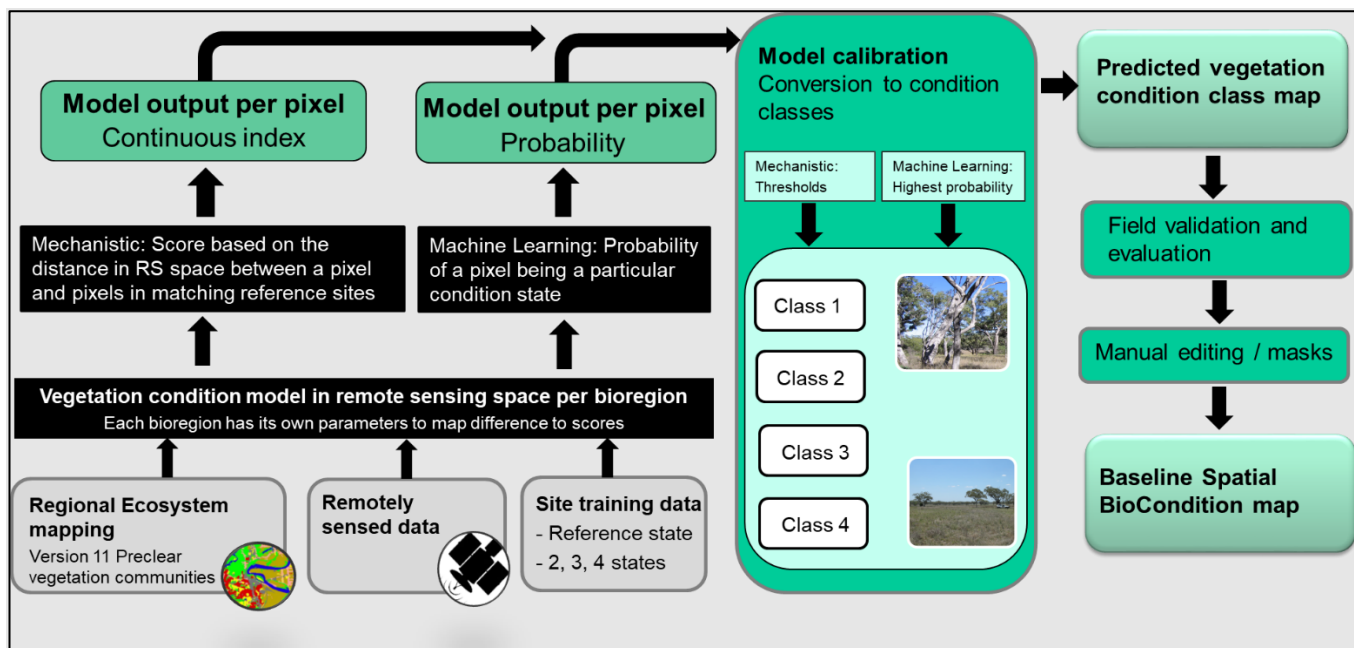 Model output per pixel
Continuous index
Model output per pixel
Probability
Mechanistic: Score based on the
distance in RS space between a pixel
and pixels in matching reference sites
Machine Learning: Probability
of a pixel being a particular
condition state
Vegetation condition model in remote sensing space per bioregion
Each bioregion has its own parameters to map difference to scores
Regional Ecosystem
mapping
Version 11 Preclear
vegetation communities
Remotely
sensed data
Site training data
- Reference state
- 2, 3, 4 states
Model calibration
Conversion to condition
classes
Mechanistic:
Thresholds
Machine Learning:
Highest probability
Class 1
Class 2
Class 3
Class 4
Predicted vegetation
condition class map
Field validation and
evaluation
Manual editing / masks
Baseline Spatial
BioCondition map